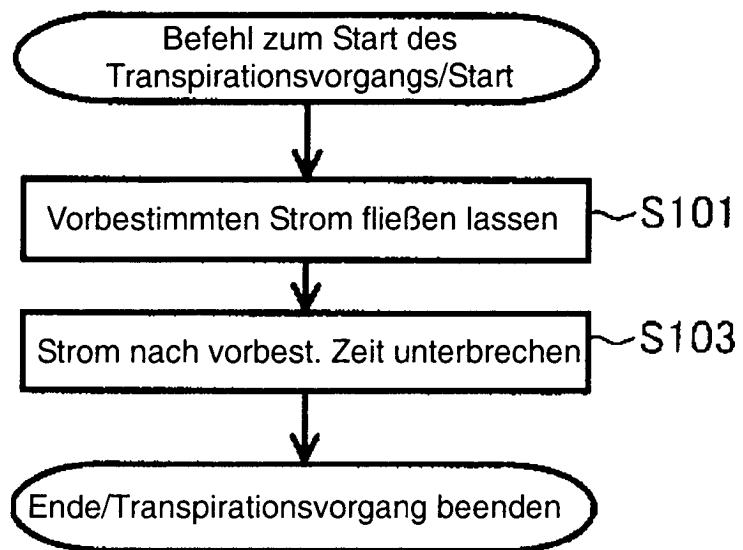 Befehl zum Start des
Transpirationsvorgangs/Start
Vorbestimmten Strom fließen lassen
S101
Strom nach vorbest. Zeit unterbrechen
S103
Ende/Transpirationsvorgang beenden